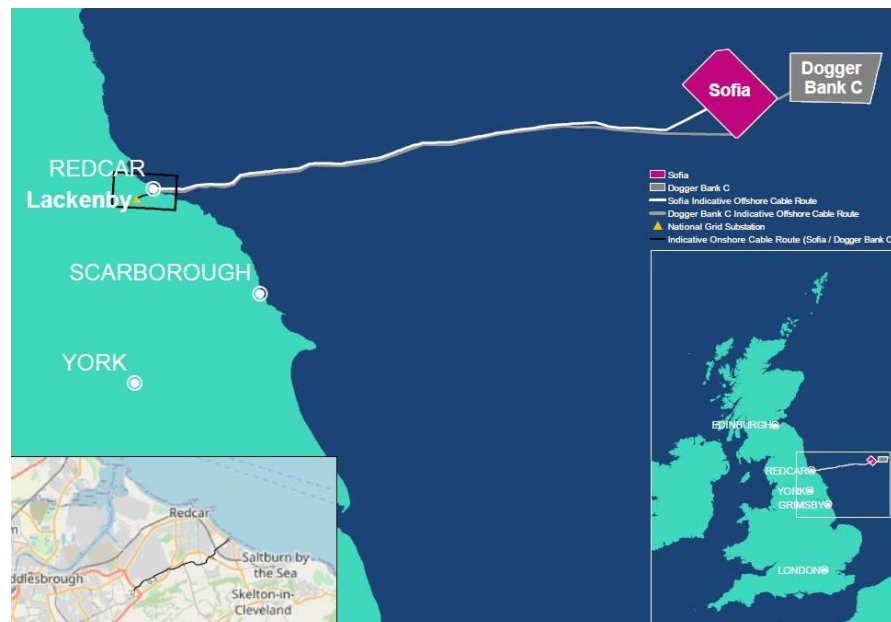 Dogger
Bank C
Sofia
REDCAR
Lackenby
SCARBOROUGH
YORK
Sofia
Dogger Bank C
Sofia Indicative Offshore Cable Route
Dogger Bank C Indicative Offshore Cable Route
National Grid Substation
Indicative Onshore Cable Route (Sofia / Dogger Bank C
EDINBURGH
REDCAR
YORK
GRIMSBY
LONDON
Redcar
Saltburn by
the Sea
ddlesbrough
Skelton-in-
Cleveland